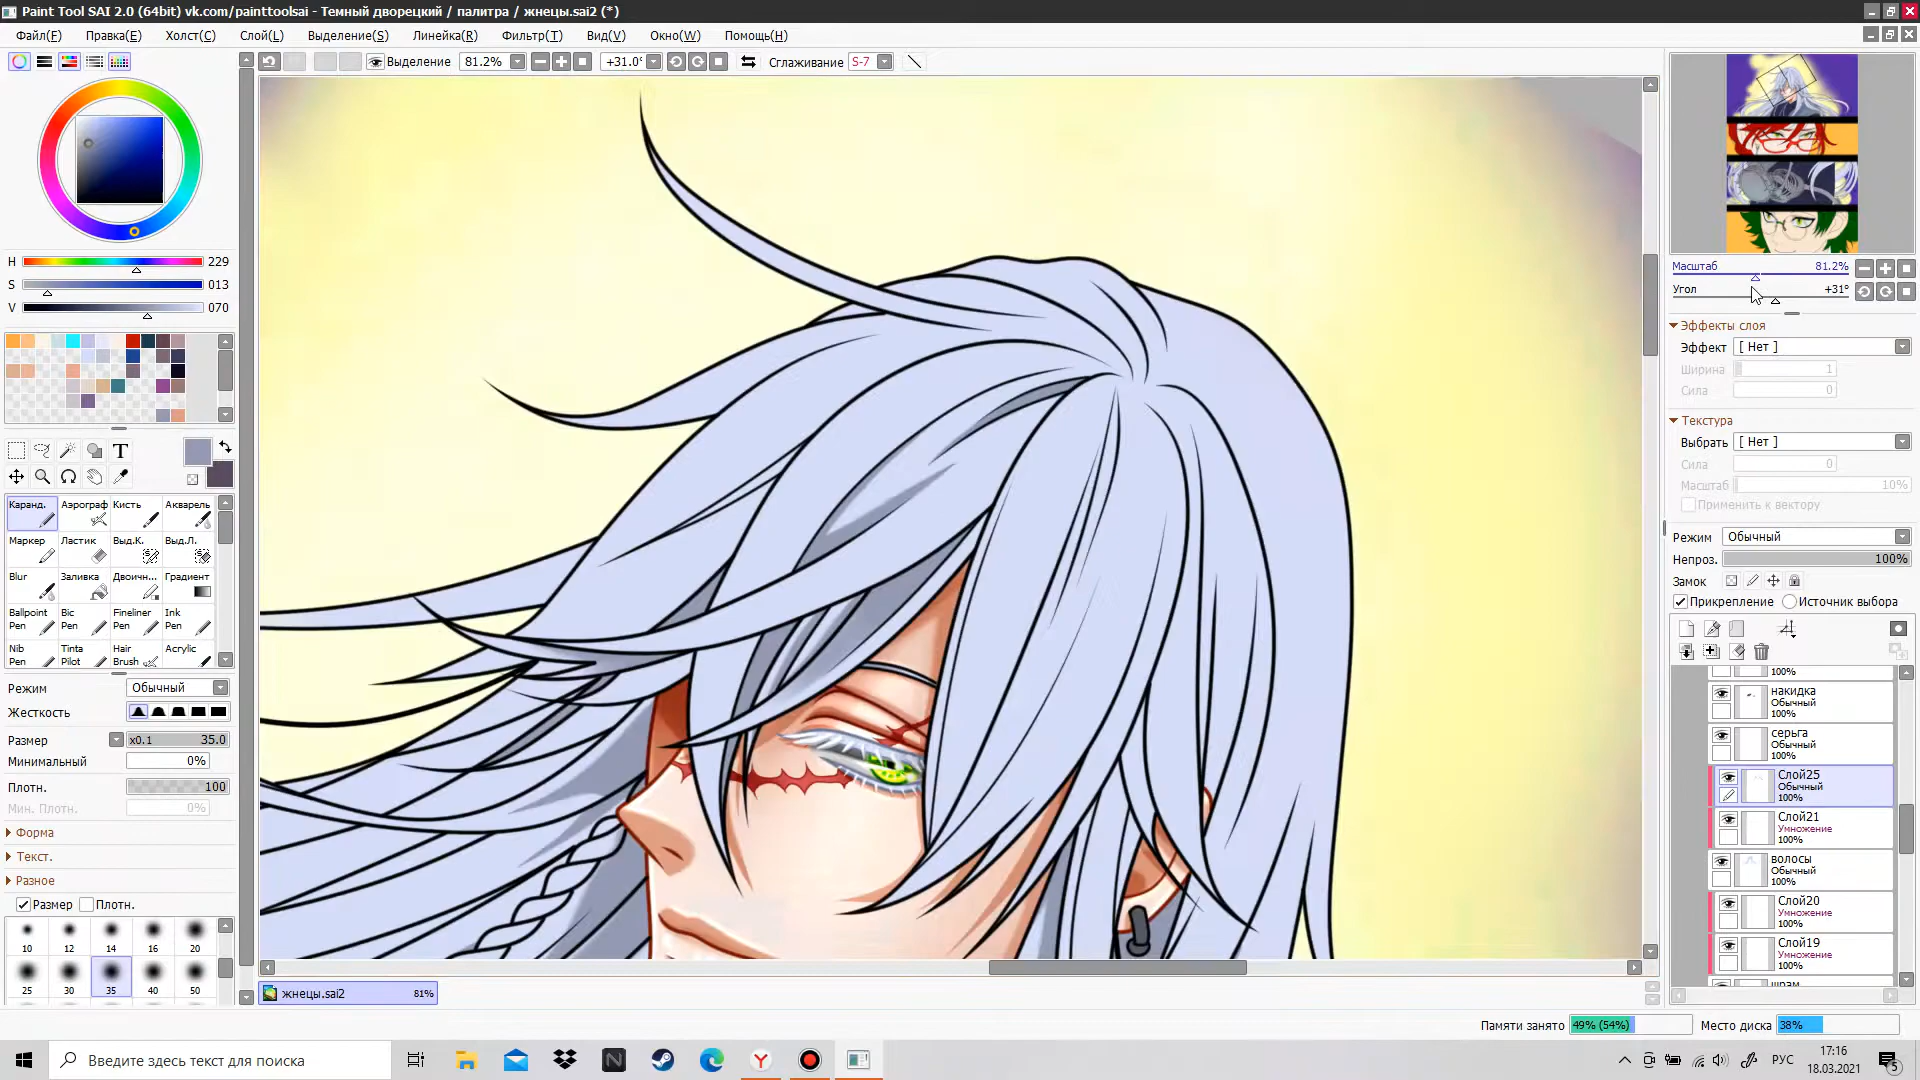 Paint Tool SAI 2.0 (64bit) vk.com/painttoolsai - Темный дворецкий / палитра / жнецы.sai2 (*)
Файл(F) Правка(E) Холст(C) Слой(L) Выделение(S) Линейка(R) Фильтр(T) Вид(V) Окно(W) Помощь(H)
Выделение 81.2% +31.0° Сглаживание S-7
H 229
S 013
V 070
T
Каранд. Аэрограф Кисть Акварель
Маркер Ластик Выд.К. Выд.Л.
Blur Заливка Двоичн... Градиент
Ballpoint Pen Bic Pen Fineliner Pen Ink Pen
Nib Pen Tinta Pilot Hair Brush Acrylic
Режим Обычный
Жесткость
Размер x0.1 35.0
Минимальный 0%
Плотн. 100
Мин. Плотн. 0%
Форма
Текст.
Разное
Размер Плотн.
10 12 14 16 20
25 30 35 40 50
жнецы.sai2 81%
Масштаб 81.2%
Угол +31°
Эффекты слоя
Эффект [ Нет ]
Ширина 1
Сила 0
Текстура
Выбрать [ Нет ]
Сила 0
Масштаб 10%
Применить к вектору
Режим Обычный
Непроз. 100%
Замок
Прикрепление Источник выбора
100%
накидка
Обычный
100%
серьга
Обычный
100%
Слой25
Обычный
100%
Слой21
Умножение
100%
волосы
Обычный
100%
Слой20
Умножение
100%
Слой19
Умножение
100%
шрам
Памяти занято 49% (54%) Место диска 38%
Введите здесь текст для поиска
РУС
17:16
18.03.2021
5